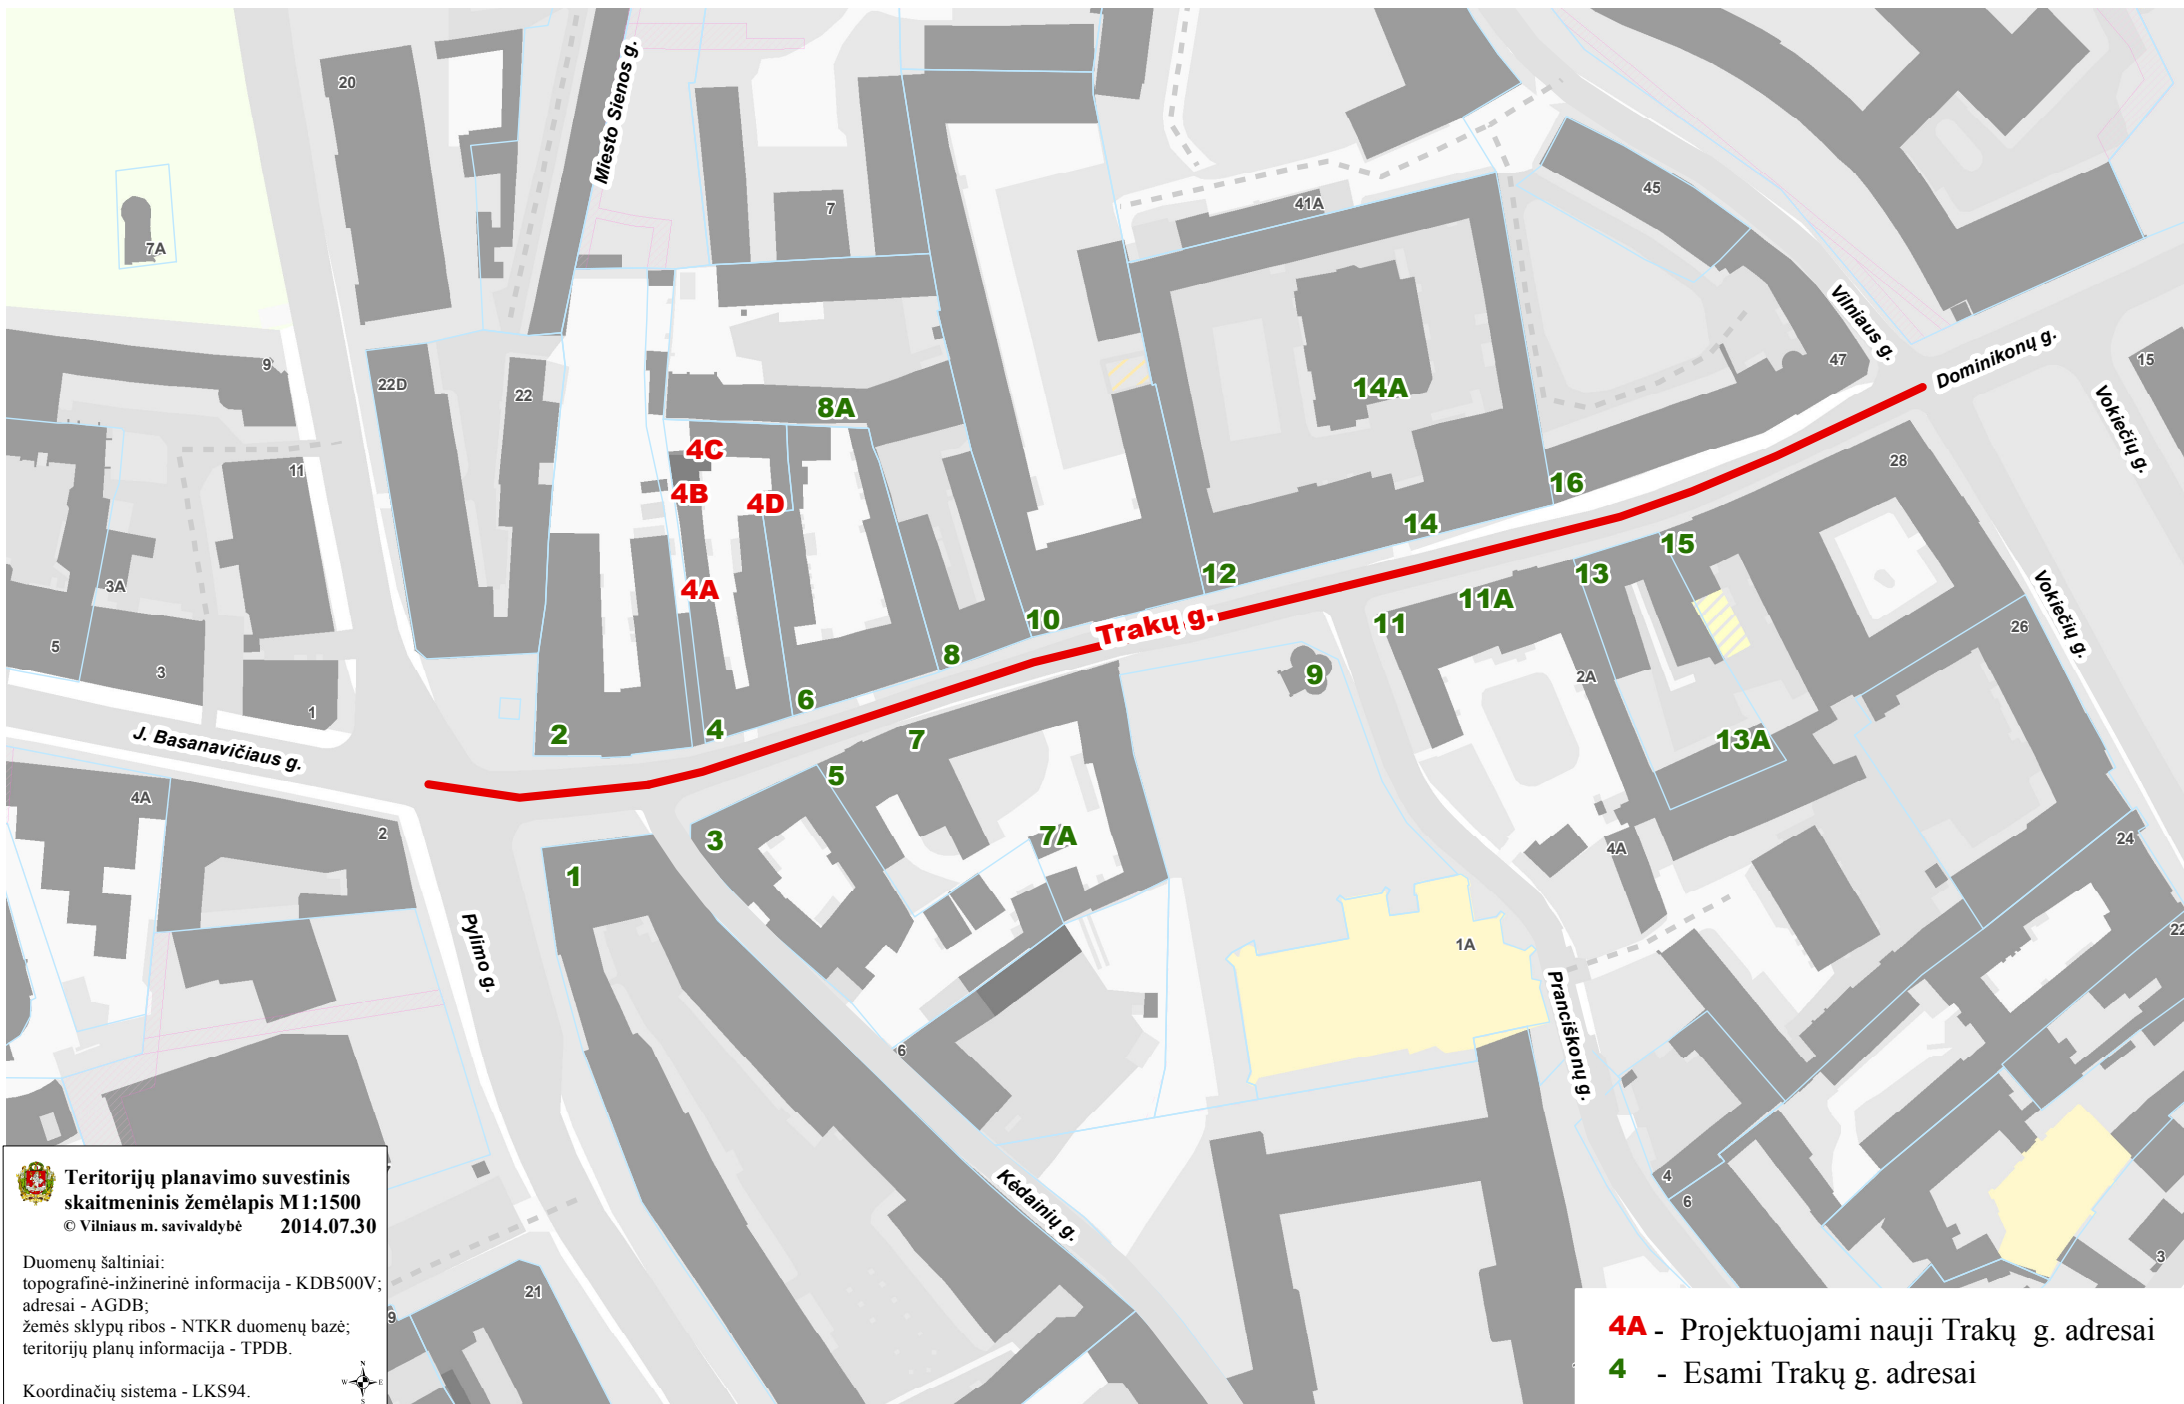 20
Miesto Sienos g.
7
7A
41A
45
Vilniaus g.
47
Dominikonų g.
15
Vokiečių g.
9
22D
22
8A
14A
28
11
4C
4B
4D
16
14
15
3A
4A
12
13
11A
Vokiečių g.
10
Trakų g.
11
26
5
3
8
9
2A
1
6
J. Basanavičiaus g.
2
4
7
13A
5
4A
2
3
7A
4A
24
1
22
Pylimo g.
1A
Pranciškonų g.
6
4
6
Kėdainių g.
3
21
9
Teritorijų planavimo suvestinis
skaitmeninis žemėlapis M 1:1500
© Vilniaus m. savivaldybė 2014.07.30
Duomenų šaltiniai:
topografinė-inžinerinė informacija - KDB500V;
adresai - AGDB;
žemės sklypų ribos - NTKR duomenų bazė;
teritorijų planų informacija - TPDB.
Koordinačių sistema - LKS94.
N
W E
S
4A - Projektuojami nauji Trakų g. adresai
4 - Esami Trakų g. adresai